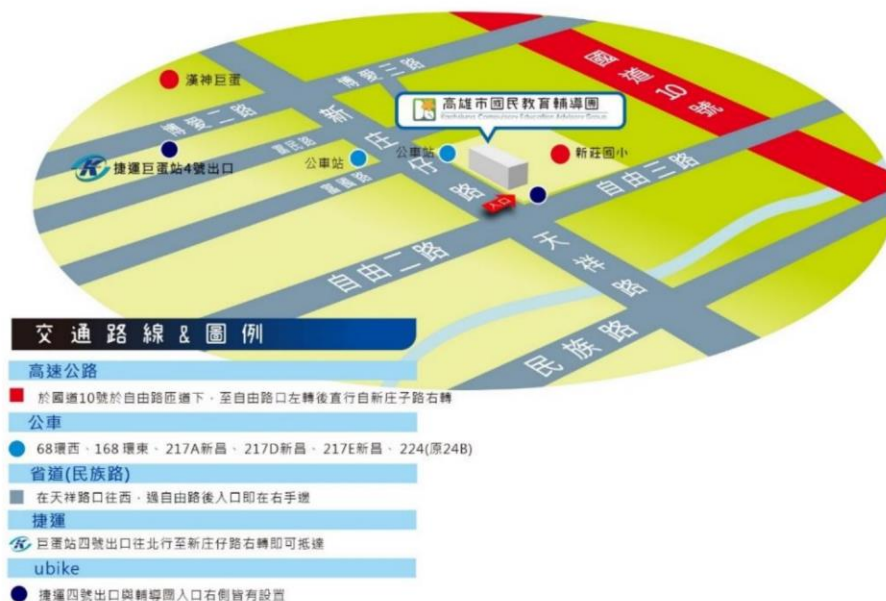 國道10號
漢神巨蛋
新庄仔路
高雄市國民教育輔導團
Kaohsiung Compulsory Education Advisory Group
捷運巨蛋站4號出口
公車站
公車站
新莊國小
自由三路
入口
自由二路
天祥路
民族路
交通路線&圖例
高速公路
於國道10號於自由路匝道下，至自由路口左轉後直行自新庄子路右轉
公車
68環西、168環東、217A新昌、217D新昌、217E新昌、224(原24B)
省道(民族路)
在天祥路口往西，過自由路後入口即在右手邊
捷運
巨蛋站四號出口往北行至新庄仔路右轉即可抵達
ubike
捷運四號出口與輔導團入口右側皆有設置